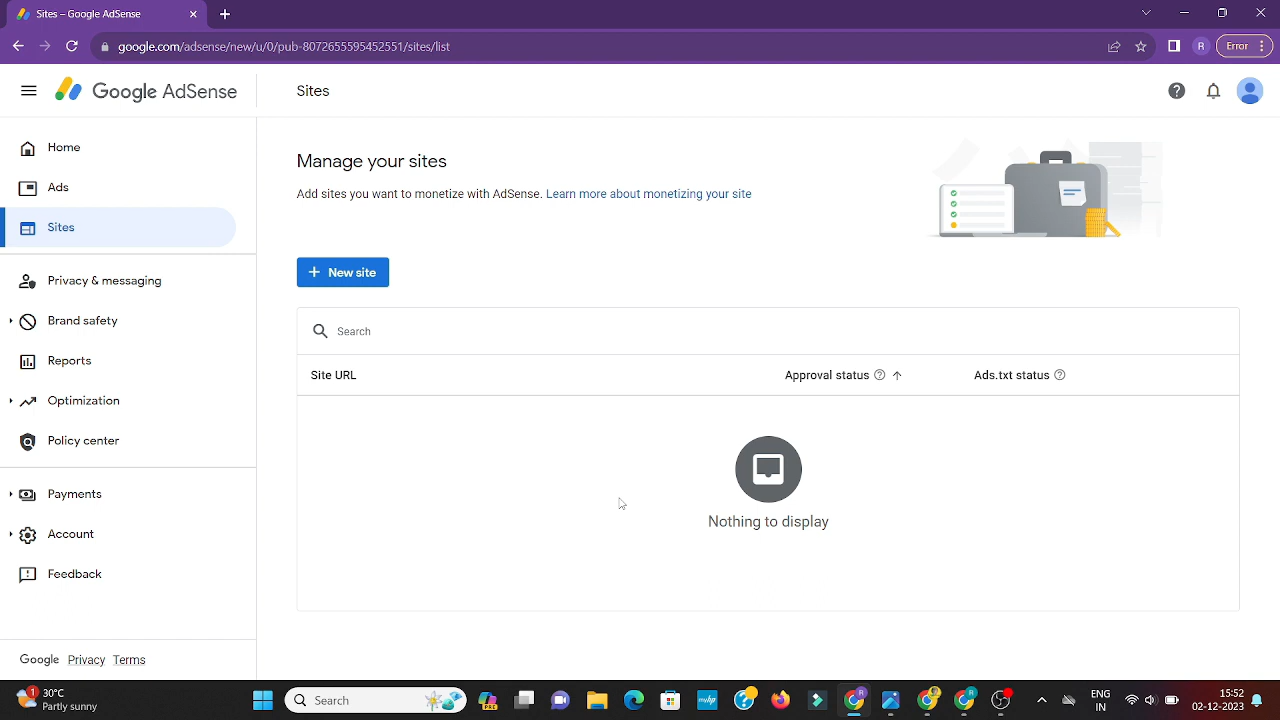 Sites – Google AdSense
google.com/adsense/new/u/0/pub-8072655595452551/sites/list
R
Error
Google AdSense
Sites
Home
Ads
Sites
Privacy & messaging
Brand safety
Reports
Optimization
Policy center
Payments
Account
Feedback
Google Privacy Terms
Manage your sites
Add sites you want to monetize with AdSense. Learn more about monetizing your site
+ New site
Search
Site URL Approval status Ads.txt status
Nothing to display
1
30°C
Partly sunny
Search
PRE
myhp
R
R
ENG
IN
15:52
02-12-2023